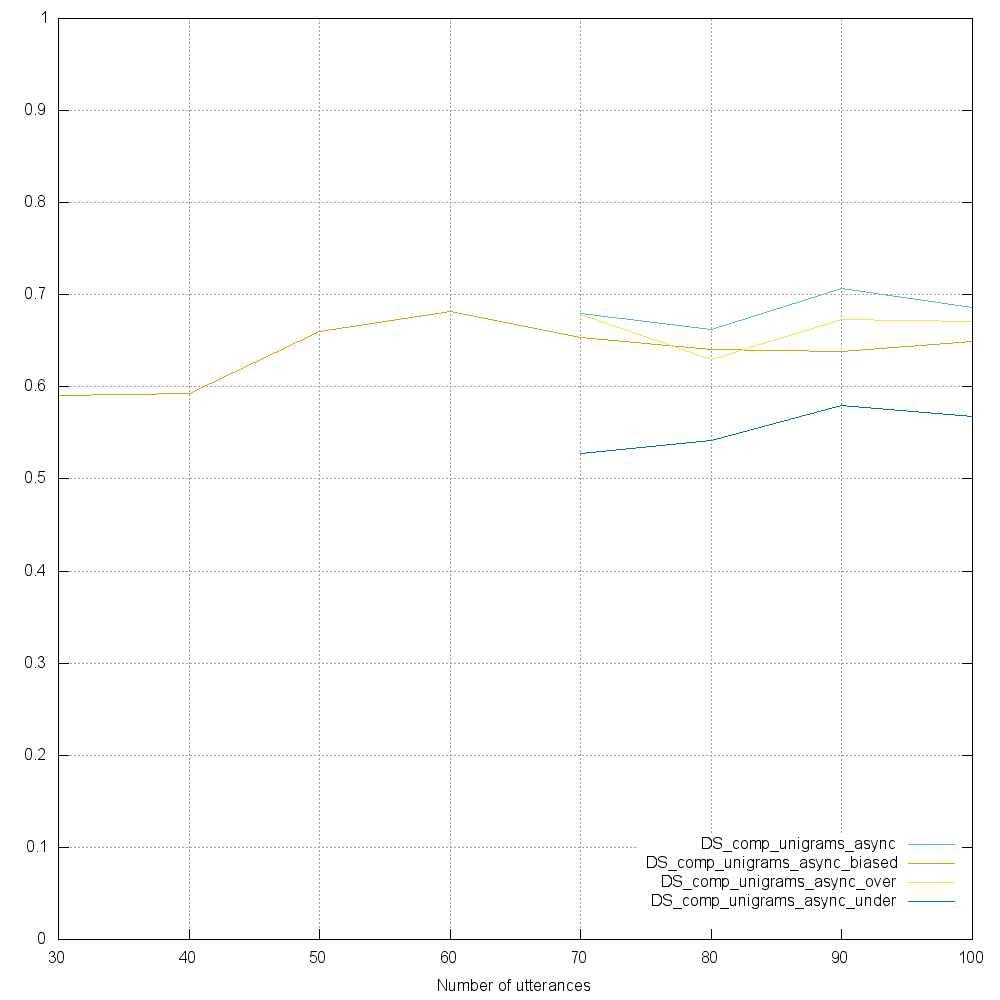 1
0.9
0.8
0.7
0.6
0.5
0.4
0.3
0.2
0.1
0
DS_comp_unigrams_async
DS_comp_unigrams_async_biased
DS_comp_unigrams_async_over
DS_comp_unigrams_async_under
30 40 50 60 70 80 90 100
Number of utterances